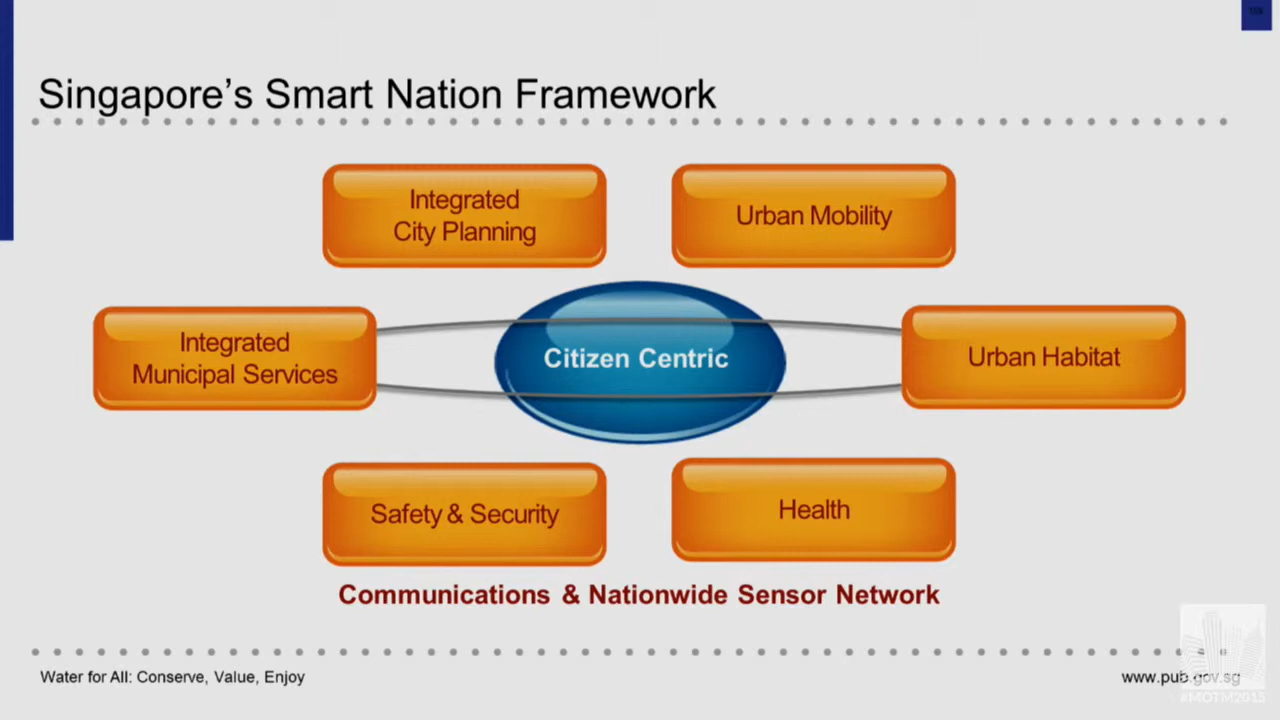 Singapore's Smart Nation Framework
Integrated
City Planning
Urban Mobility
Integrated
Municipal Services
Citizen Centric
Urban Habitat
Safety & Security
Health
Communications & Nationwide Sensor Network
Water for All: Conserve, Value, Enjoy
www.pub.gov.sg
#MOTM2015